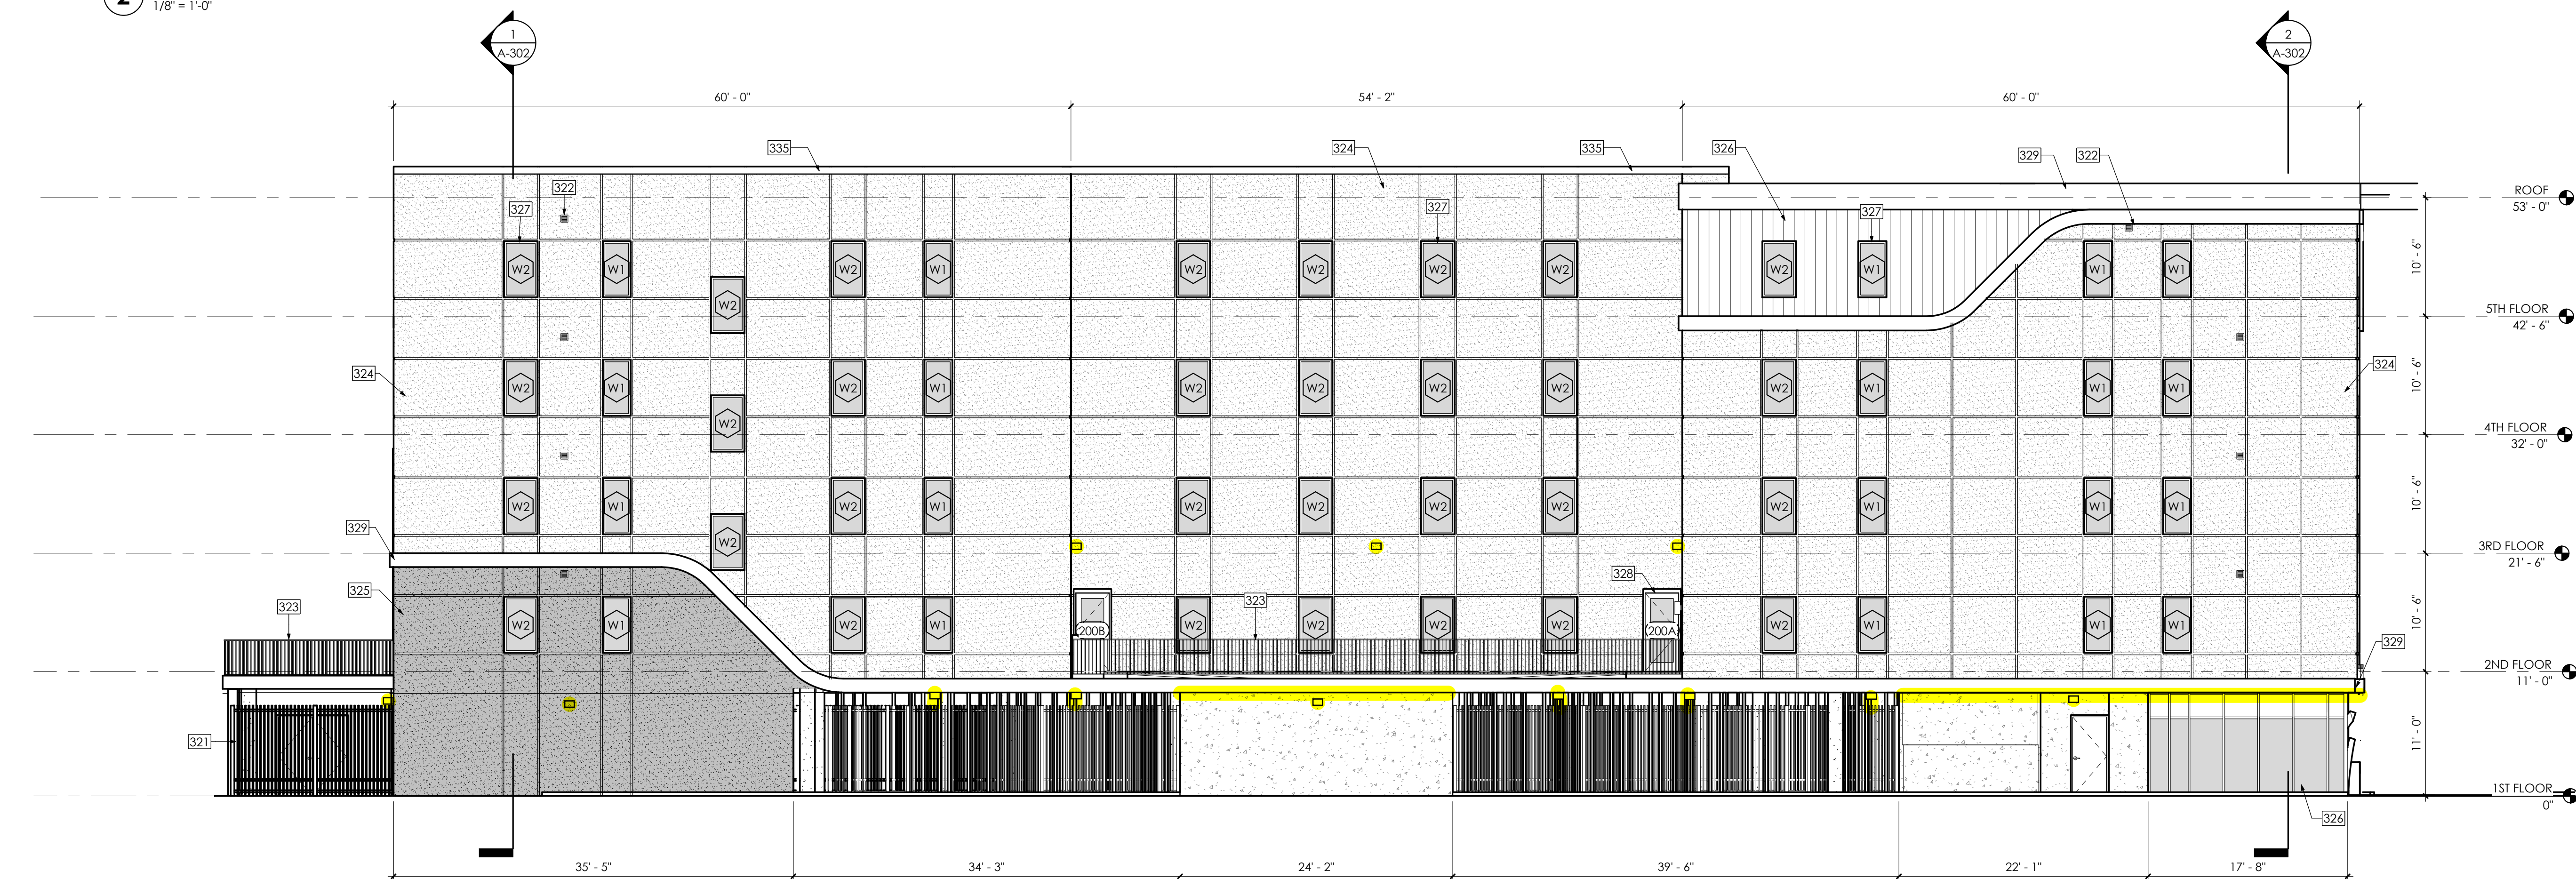 2
1/8" = 1'-0"
1
A-302
2
A-302
60' - 0"
54' - 2"
60' - 0"
335
324
335
326
329
322
322
327
327
327
ROOF
53' - 0"
W2
W1
W2
W2
W1
W2
W2
W2
W2
W2
W1
W1
W1
10' - 6"
5TH FLOOR
42' - 6"
324
W2
W1
W2
W2
W1
W2
W2
W2
W2
W2
W1
W1
W1
324
10' - 6"
4TH FLOOR
32' - 0"
W2
W1
W2
W2
W1
W2
W2
W2
W2
W2
W1
W1
W1
10' - 6"
329
3RD FLOOR
21' - 6"
325
328
323
323
W2
W1
W2
W1
200B
W2
W2
W2
W2
200A
W2
W1
W1
W1
10' - 6"
329
2ND FLOOR
11' - 0"
321
11' - 0"
1ST FLOOR
0"
326
35' - 5"
34' - 3"
24' - 2"
39' - 6"
22' - 1"
17' - 8"